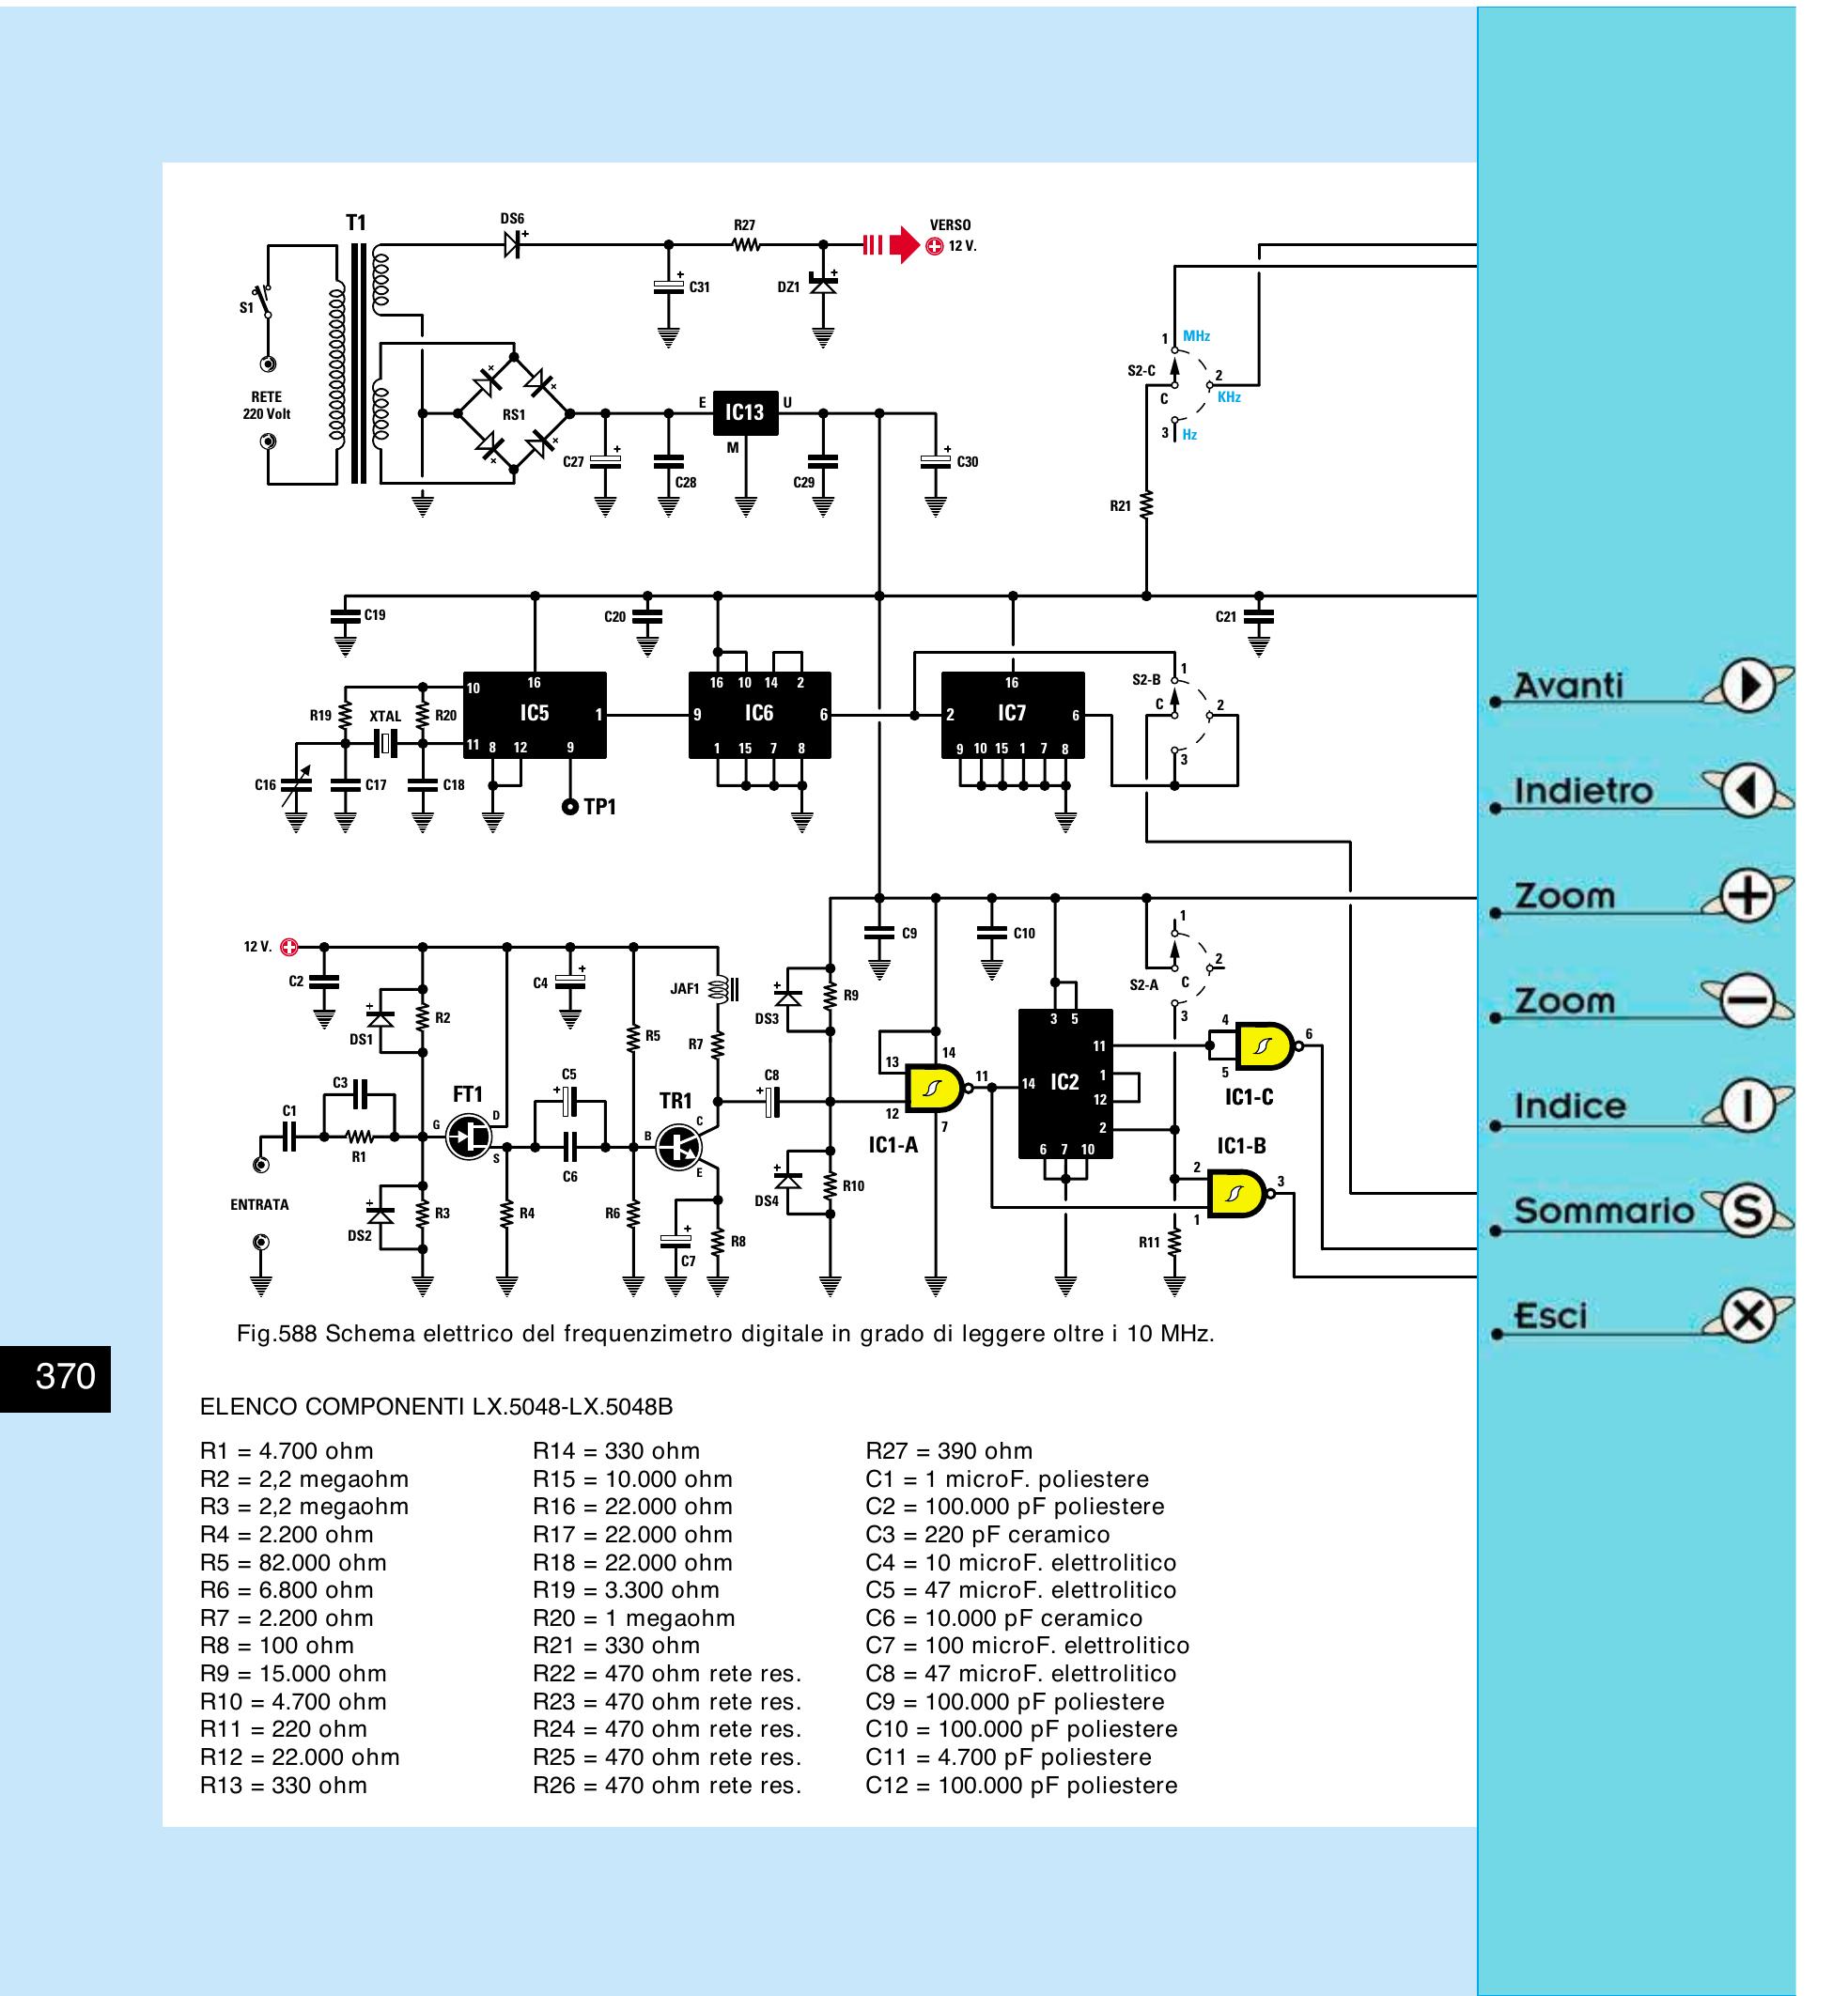 T1
DS6
R27
VERSO
12 V.
S1
C31
DZ1
RETE
220 Volt
RS1
E
IC13
U
M
C27
C28
C29
C30
1
MHz
S2-C
2
C
KHz
3
Hz
R21
C19
C20
C21
10
16
IC5
1
11
8
12
9
R19
XTAL
R20
C16
C17
C18
TP1
16
10
14
2
9
IC6
6
1
15
7
8
16
2
IC7
6
9
10
15
1
7
8
S2-B
1
C
2
3
12 V.
C2
DS1
R2
C4
R5
JAF1
R7
DS3
R9
C9
C10
S2-A
1
2
C
3
C3
C1
R1
FT1
G
D
S
C5
C6
TR1
B
C
E
C8
13
14
12
11
7
IC1-A
3
5
14
IC2
11
1
12
2
6
7
10
4
5
6
IC1-C
IC1-B
2
1
3
ENTRATA
DS2
R3
R4
R6
C7
R8
DS4
R10
R11
Fig.588 Schema elettrico del frequenzimetro digitale in grado di leggere oltre i 10 MHz.
370
ELENCO COMPONENTI LX.5048-LX.5048B
R1 = 4.700 ohm
R2 = 2,2 megaohm
R3 = 2,2 megaohm
R4 = 2.200 ohm
R5 = 82.000 ohm
R6 = 6.800 ohm
R7 = 2.200 ohm
R8 = 100 ohm
R9 = 15.000 ohm
R10 = 4.700 ohm
R11 = 220 ohm
R12 = 22.000 ohm
R13 = 330 ohm
R14 = 330 ohm
R15 = 10.000 ohm
R16 = 22.000 ohm
R17 = 22.000 ohm
R18 = 22.000 ohm
R19 = 3.300 ohm
R20 = 1 megaohm
R21 = 330 ohm
R22 = 470 ohm rete res.
R23 = 470 ohm rete res.
R24 = 470 ohm rete res.
R25 = 470 ohm rete res.
R26 = 470 ohm rete res.
R27 = 390 ohm
C1 = 1 microF. poliestere
C2 = 100.000 pF poliestere
C3 = 220 pF ceramico
C4 = 10 microF. elettrolitico
C5 = 47 microF. elettrolitico
C6 = 10.000 pF ceramico
C7 = 100 microF. elettrolitico
C8 = 47 microF. elettrolitico
C9 = 100.000 pF poliestere
C10 = 100.000 pF poliestere
C11 = 4.700 pF poliestere
C12 = 100.000 pF poliestere
Avanti
Indietro
Zoom
Zoom
Indice I
Sommario S
Esci